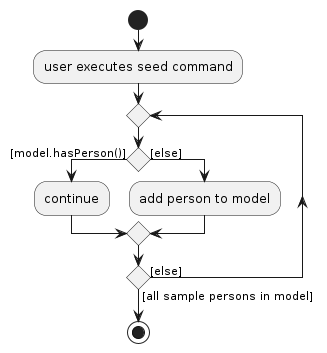 user executes seed command
[model.hasPerson()]
[else]
continue
add person to model
[else]
[all sample persons in model]